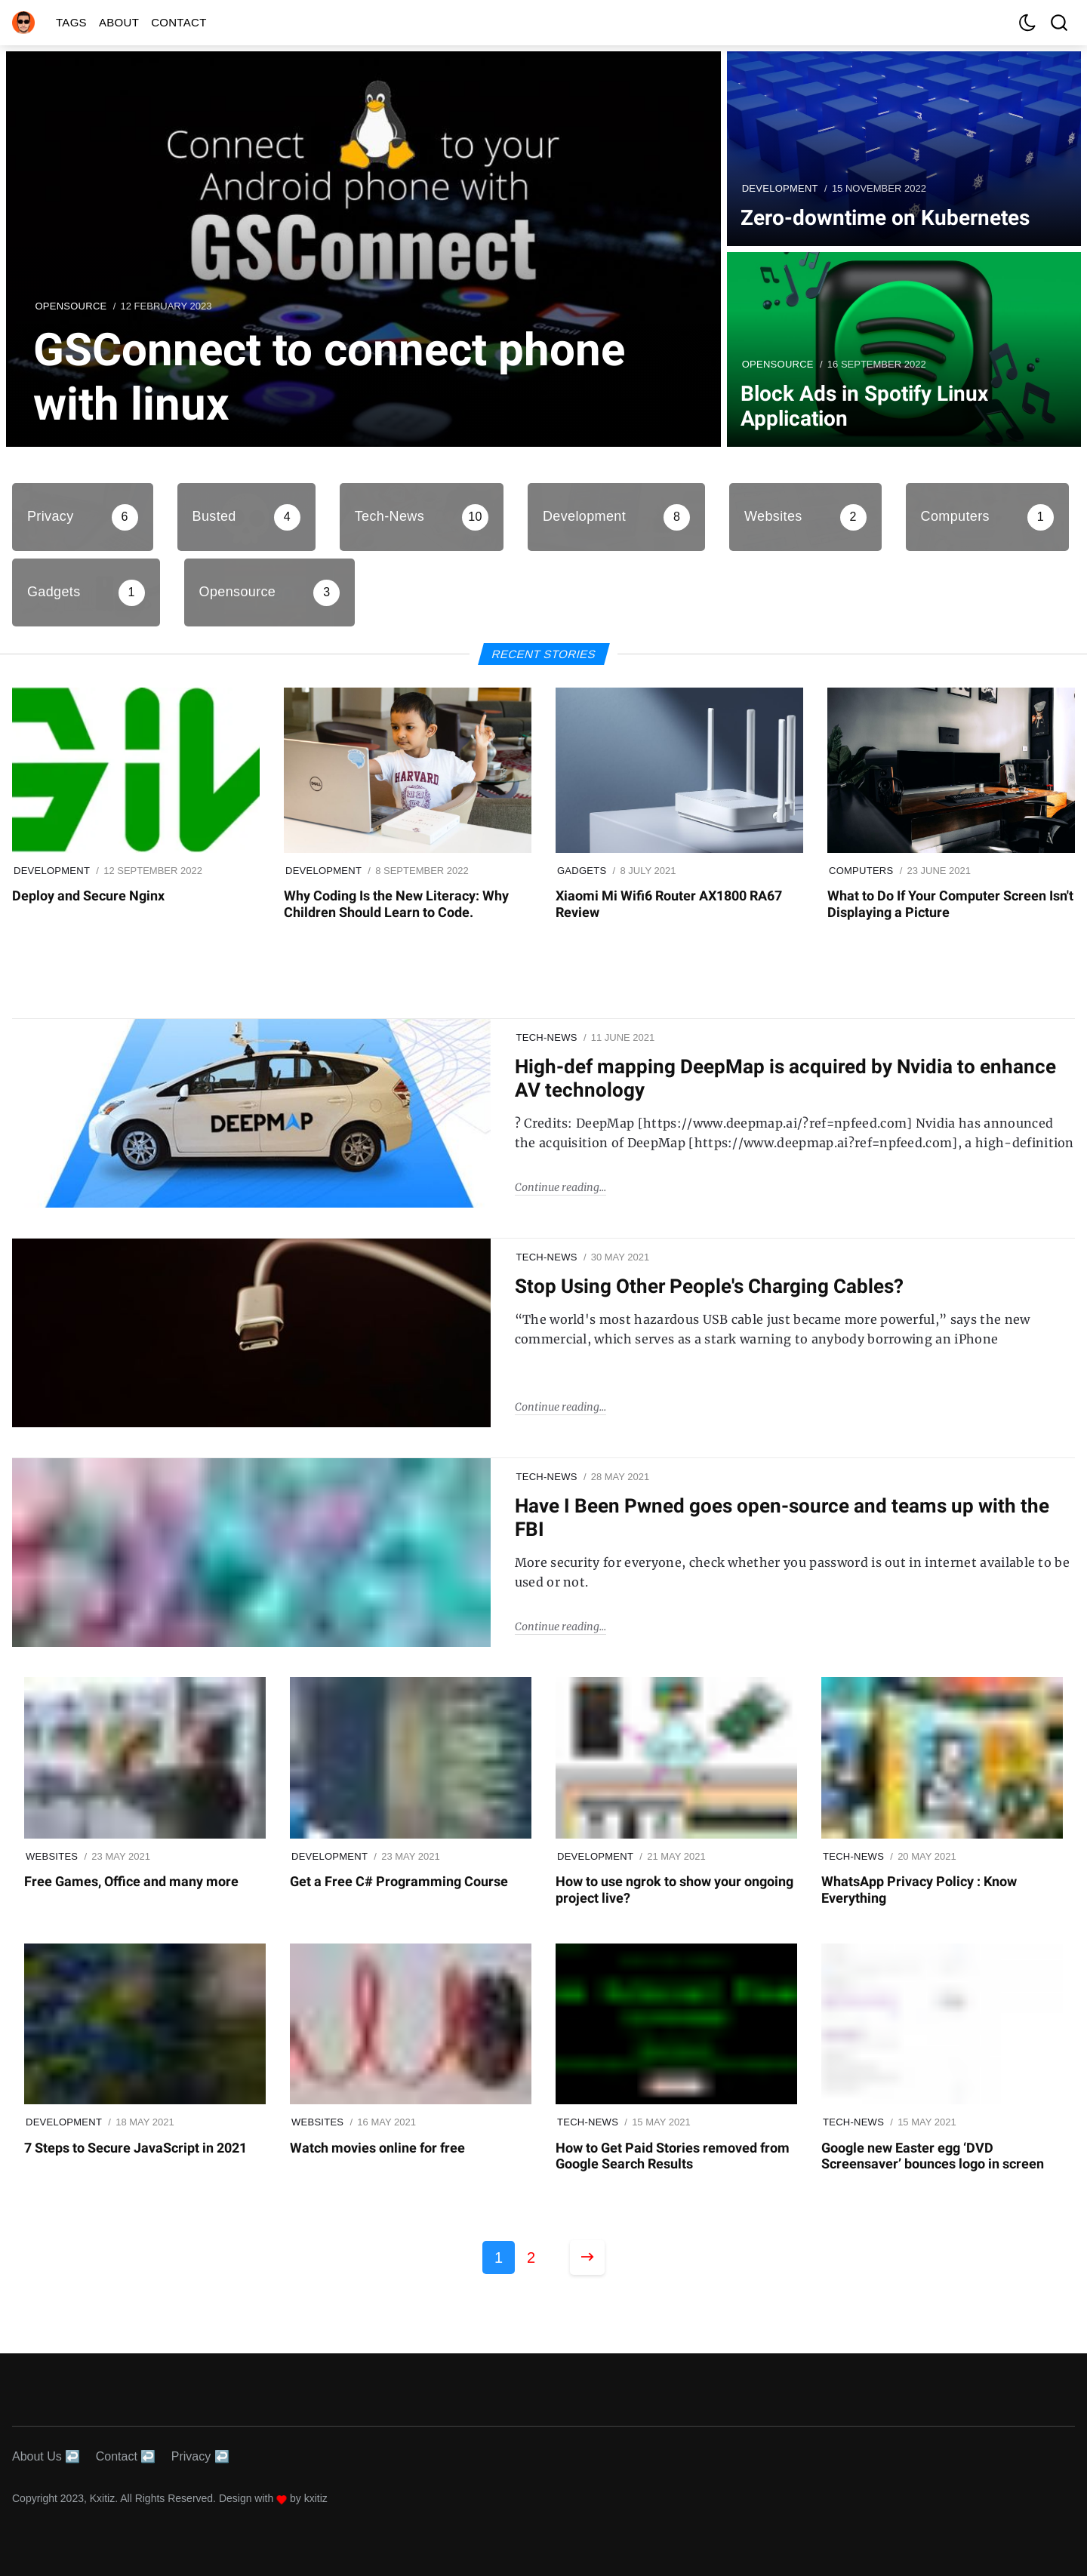 TAGS ABOUT CONTACT
Connect to your
Android phone with
GSConnect
OPENSOURCE / 12 FEBRUARY 2023
GSConnect to connect phone
with linux
DEVELOPMENT / 15 NOVEMBER 2022
Zero-downtime on Kubernetes
OPENSOURCE / 16 SEPTEMBER 2022
Block Ads in Spotify Linux
Application
Privacy 6
Busted 4
Tech-News 10
Development 8
Websites 2
Computers 1
Gadgets 1
Opensource 3
RECENT STORIES
DEVELOPMENT / 12 SEPTEMBER 2022
Deploy and Secure Nginx
HARVARD
DELL
DEVELOPMENT / 8 SEPTEMBER 2022
Why Coding Is the New Literacy: Why
Children Should Learn to Code.
GADGETS / 8 JULY 2021
Xiaomi Mi Wifi6 Router AX1800 RA67
Review
COMPUTERS / 23 JUNE 2021
What to Do If Your Computer Screen Isn't
Displaying a Picture
DEEPMAP
TECH-NEWS / 11 JUNE 2021
High-def mapping DeepMap is acquired by Nvidia to enhance
AV technology
? Credits: DeepMap [https://www.deepmap.ai/?ref=npfeed.com] Nvidia has announced
the acquisition of DeepMap [https://www.deepmap.ai?ref=npfeed.com], a high-definition
Continue reading...
TECH-NEWS / 30 MAY 2021
Stop Using Other People's Charging Cables?
“The world's most hazardous USB cable just became more powerful,” says the new
commercial, which serves as a stark warning to anybody borrowing an iPhone
Continue reading...
TECH-NEWS / 28 MAY 2021
Have I Been Pwned goes open-source and teams up with the
FBI
More security for everyone, check whether you password is out in internet available to be
used or not.
Continue reading...
WEBSITES / 23 MAY 2021
Free Games, Office and many more
DEVELOPMENT / 23 MAY 2021
Get a Free C# Programming Course
DEVELOPMENT / 21 MAY 2021
How to use ngrok to show your ongoing
project live?
TECH-NEWS / 20 MAY 2021
WhatsApp Privacy Policy : Know
Everything
DEVELOPMENT / 18 MAY 2021
7 Steps to Secure JavaScript in 2021
WEBSITES / 16 MAY 2021
Watch movies online for free
TECH-NEWS / 15 MAY 2021
How to Get Paid Stories removed from
Google Search Results
TECH-NEWS / 15 MAY 2021
Google new Easter egg ‘DVD
Screensaver’ bounces logo in screen
1 2 →
About Us ↩️ Contact ↩️ Privacy ↩️
Copyright 2023, Kxitiz. All Rights Reserved. Design with ❤ by kxitiz